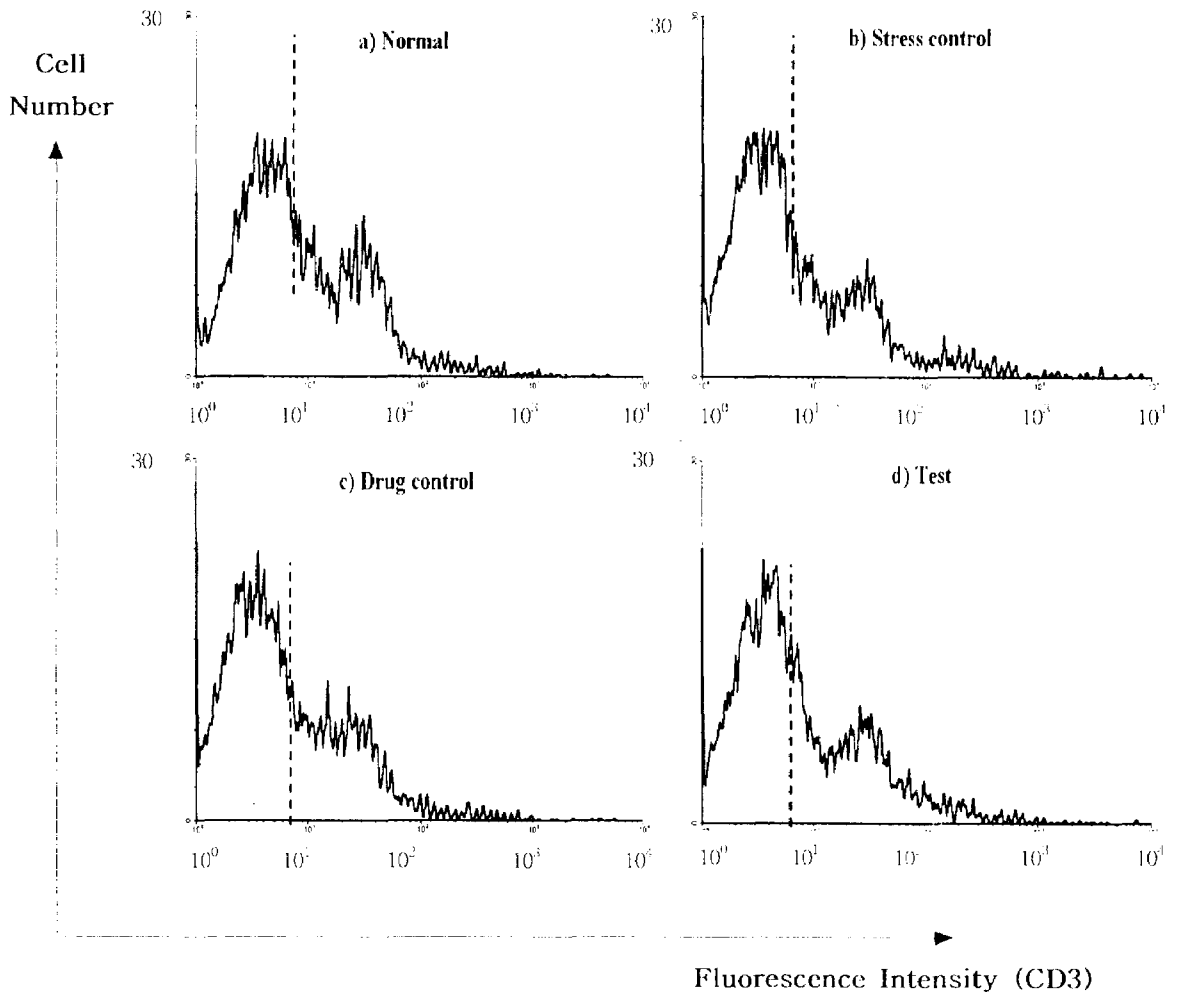 30
a) Normal
30
b) Stress control
Cell
Number
10⁰ 10¹ 10² 10³ 10⁴
10⁰ 10¹ 10² 10³ 10⁴
30
c) Drug control
30
d) Test
10⁰ 10¹ 10² 10³ 10⁴
10⁰ 10¹ 10³ 10⁴
Fluorescence Intensity (CD3)